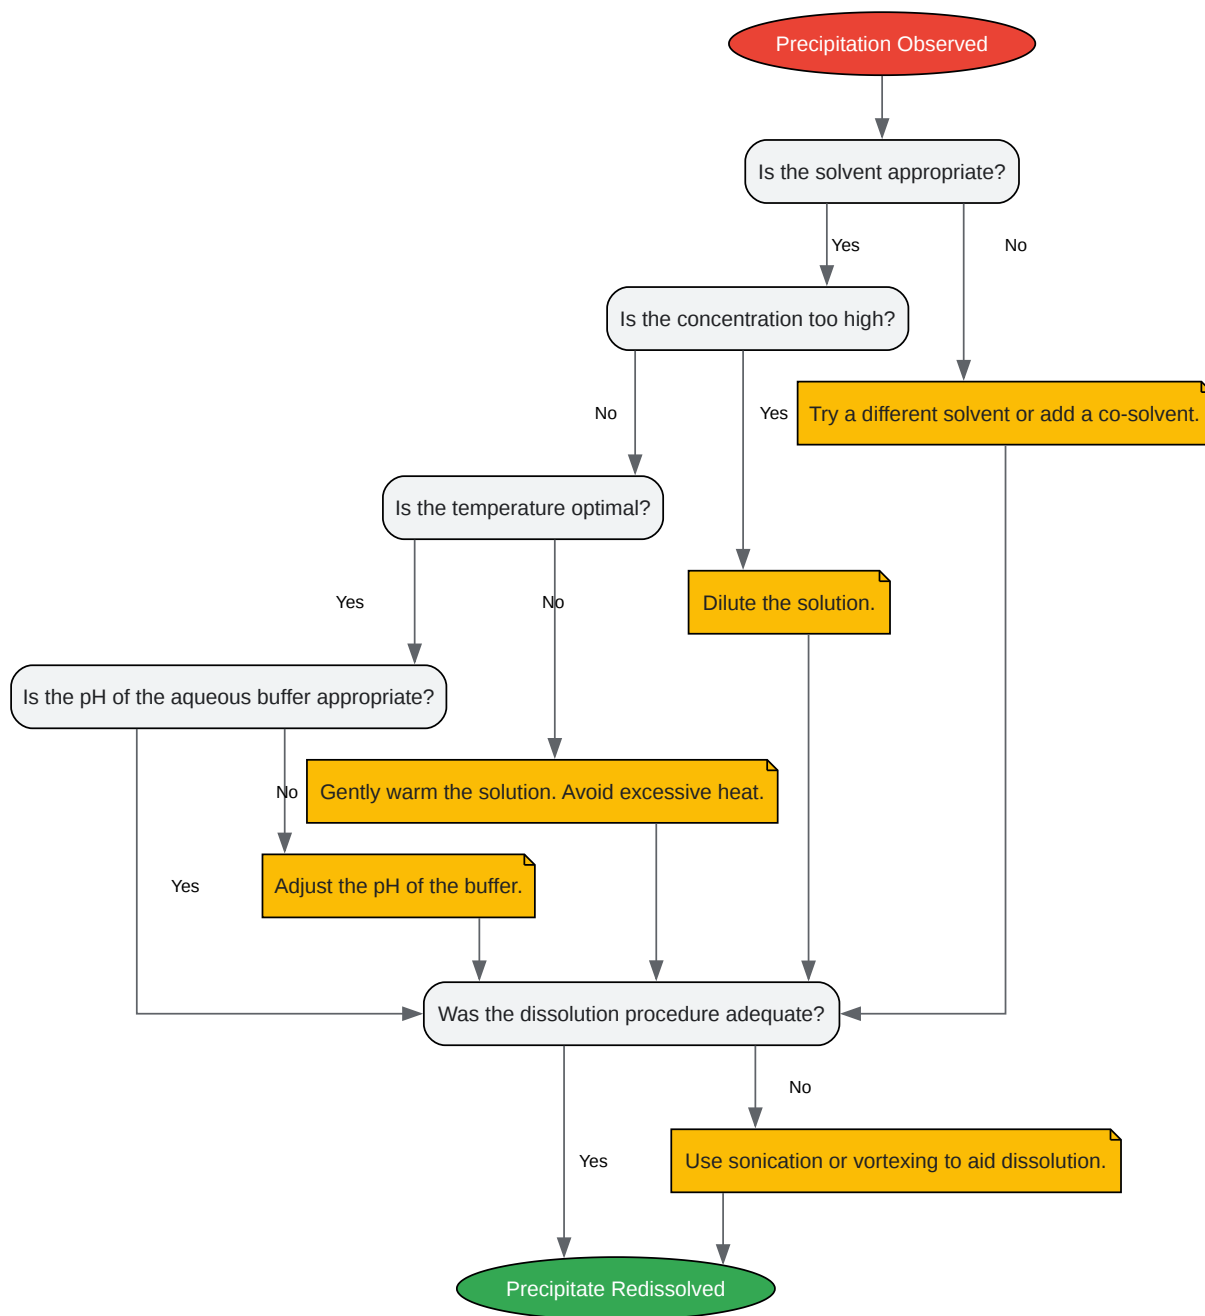 Precipitation Observed
Is the solvent appropriate?
Yes
No
Is the concentration too high?
No
Yes
Try a different solvent or add a co-solvent.
Is the temperature optimal?
Yes
No
Dilute the solution.
Is the pH of the aqueous buffer appropriate?
No
Gently warm the solution. Avoid excessive heat.
Yes
Adjust the pH of the buffer.
Was the dissolution procedure adequate?
No
Yes
Use sonication or vortexing to aid dissolution.
Precipitate Redissolved